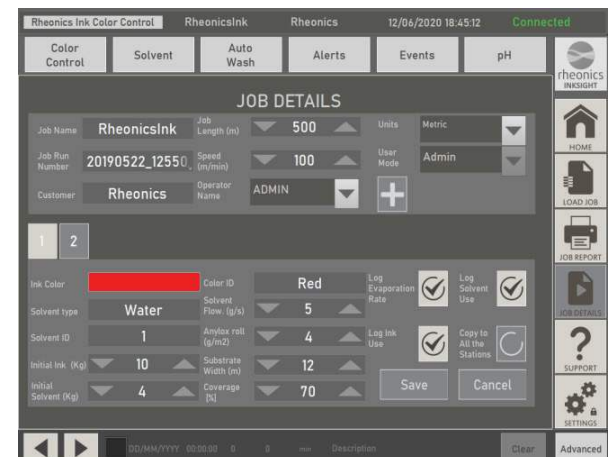 Rheonics Ink Color Control RheonicsInk Rheonics 12/06/2020 18:45:12 Connected
Color Control Solvent Auto Wash Alerts Events pH
rheonics
INKSIGHT
JOB DETAILS
Job Name RheonicsInk Job Length (m) 500 Units Metric
Job Run Number 20190522_12550 Speed (m/min) 100 User Mode Admin
Customer Rheonics Operator Name ADMIN
HOME
LOAD JOB
JOB REPORT
JOB DETAILS
SUPPORT
SETTINGS
1 2
Ink Color Color ID Red Log Evaporation Rate Log Solvent Use
Solvent type Water Solvent Flow. (g/s) 5
Solvent ID 1 Anylox roll (g/m2) 4 Log Ink Use Copy to All the Stations
Initial Ink. (Kg) 10 Substrate Width (m) 12
Initial Solvent (Kg) 4 Coverage [%] 70 Save Cancel
DD/MM/YYYY 00:00:00 0 0 min Description Clear Advanced